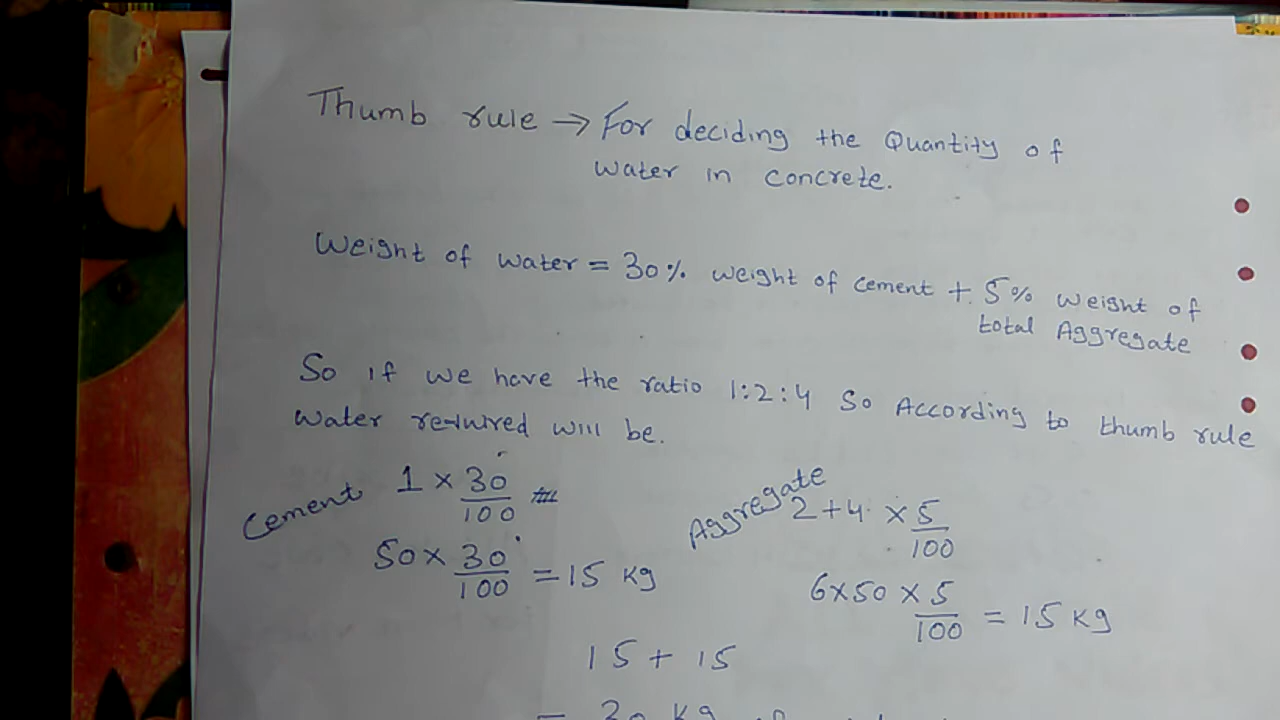 Thumb rule → For deciding the Quantity of
water in concrete.
Weight of water = 30% weight of cement + 5% weight of
total Aggregate
So if we have the ratio 1:2:4 So According to thumb rule
water required will be.
Cement 1 × 30/100
Aggregate 2+4 × 5/100
50 × 30/100 = 15 kg
6×50 × 5/100 = 15 kg
15 + 15
= 30 kg of